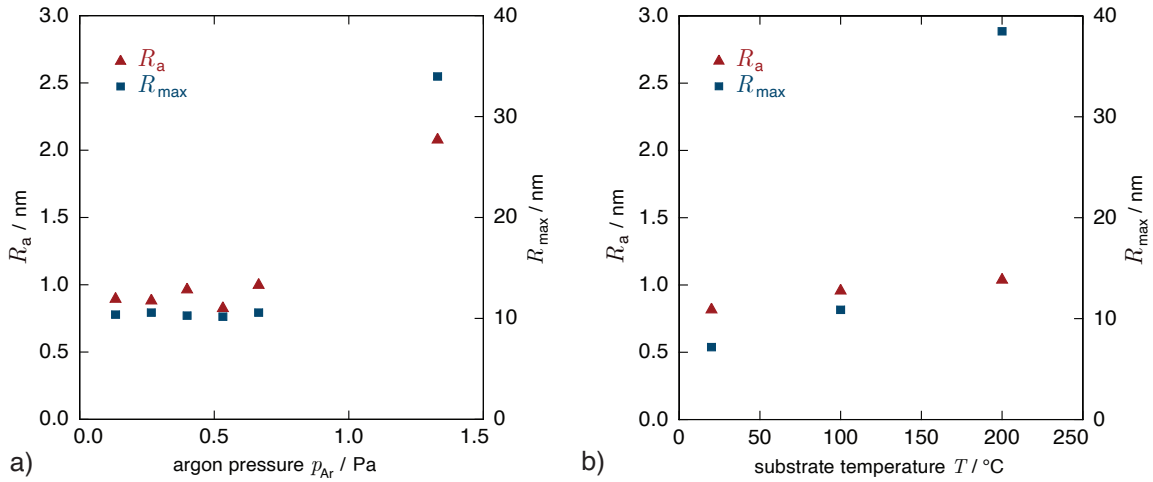 3.0
2.5
2.0
1.5
1.0
0.5
0.0
R_a / nm
R_a
R_max
40
30
20
10
0
R_max / nm
0.0 0.5 1.0 1.5
argon pressure p_Ar / Pa
a)
3.0
2.5
2.0
1.5
1.0
0.5
0.0
R_a / nm
R_a
R_max
40
30
20
10
0
R_max / nm
0 50 100 150 200 250
substrate temperature T / °C
b)